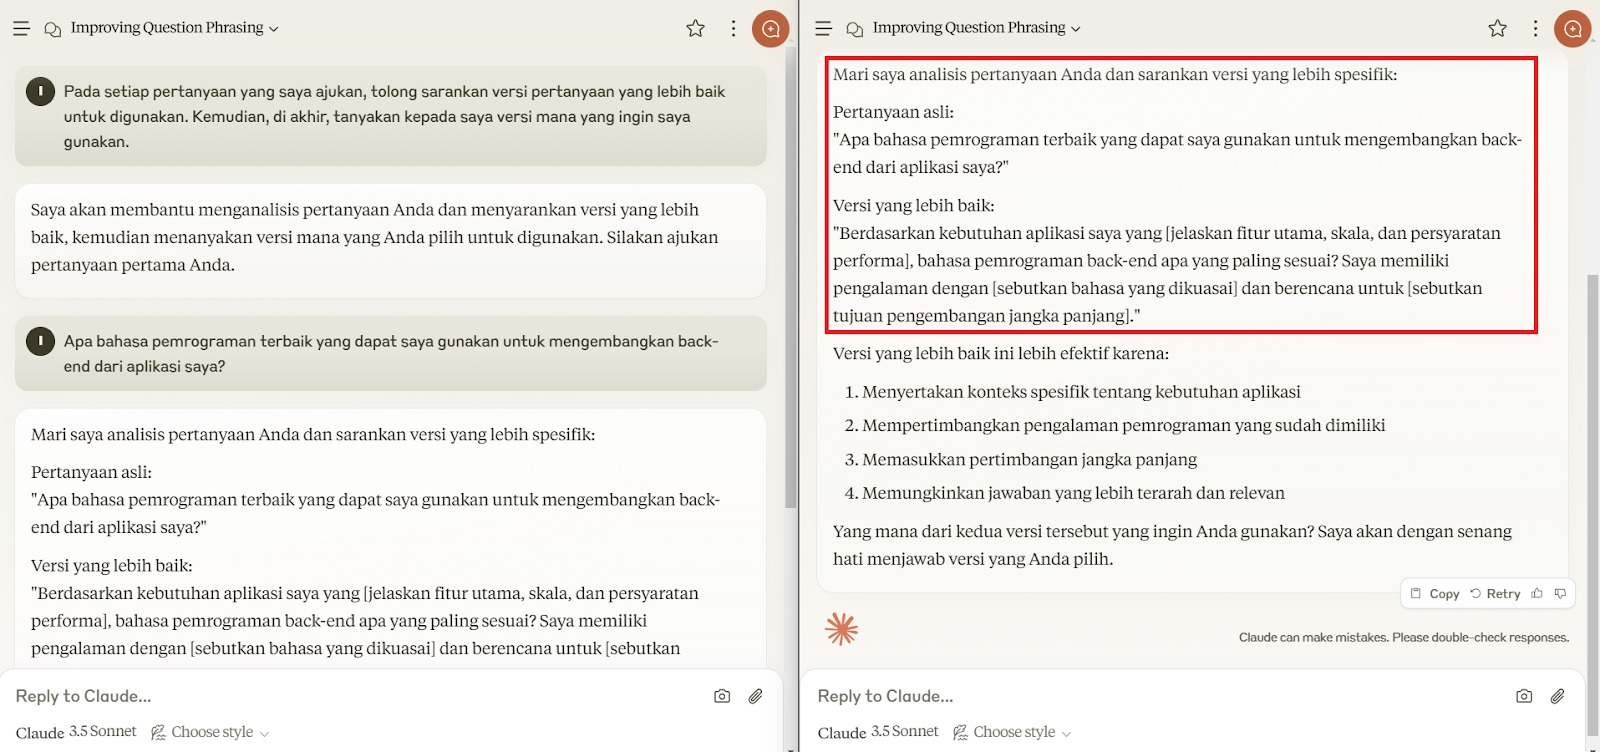 Improving Question Phrasing
I
Pada setiap pertanyaan yang saya ajukan, tolong sarankan versi pertanyaan yang lebih baik
untuk digunakan. Kemudian, di akhir, tanyakan kepada saya versi mana yang ingin saya
gunakan.
Saya akan membantu menganalisis pertanyaan Anda dan menyarankan versi yang lebih
baik, kemudian menanyakan versi mana yang Anda pilih untuk digunakan. Silakan ajukan
pertanyaan pertama Anda.
I
Apa bahasa pemrograman terbaik yang dapat saya gunakan untuk mengembangkan back-
end dari aplikasi saya?
Mari saya analisis pertanyaan Anda dan sarankan versi yang lebih spesifik:
Pertanyaan asli:
"Apa bahasa pemrograman terbaik yang dapat saya gunakan untuk mengembangkan back-
end dari aplikasi saya?"
Versi yang lebih baik:
"Berdasarkan kebutuhan aplikasi saya yang [jelaskan fitur utama, skala, dan persyaratan
performa], bahasa pemrograman back-end apa yang paling sesuai? Saya memiliki
pengalaman dengan [sebutkan bahasa yang dikuasai] dan berencana untuk [sebutkan
Reply to Claude...
Claude 3.5 Sonnet Choose style
Improving Question Phrasing
Mari saya analisis pertanyaan Anda dan sarankan versi yang lebih spesifik:
Pertanyaan asli:
"Apa bahasa pemrograman terbaik yang dapat saya gunakan untuk mengembangkan back-
end dari aplikasi saya?"
Versi yang lebih baik:
"Berdasarkan kebutuhan aplikasi saya yang [jelaskan fitur utama, skala, dan persyaratan
performa], bahasa pemrograman back-end apa yang paling sesuai? Saya memiliki
pengalaman dengan [sebutkan bahasa yang dikuasai] dan berencana untuk [sebutkan
tujuan pengembangan jangka panjang]."
Versi yang lebih baik ini lebih efektif karena:
1. Menyertakan konteks spesifik tentang kebutuhan aplikasi
2. Mempertimbangkan pengalaman pemrograman yang sudah dimiliki
3. Memasukkan pertimbangan jangka panjang
4. Memungkinkan jawaban yang lebih terarah dan relevan
Yang mana dari kedua versi tersebut yang ingin Anda gunakan? Saya akan dengan senang
hati menjawab versi yang Anda pilih.
Copy Retry
Claude can make mistakes. Please double-check responses.
Reply to Claude...
Claude 3.5 Sonnet Choose style